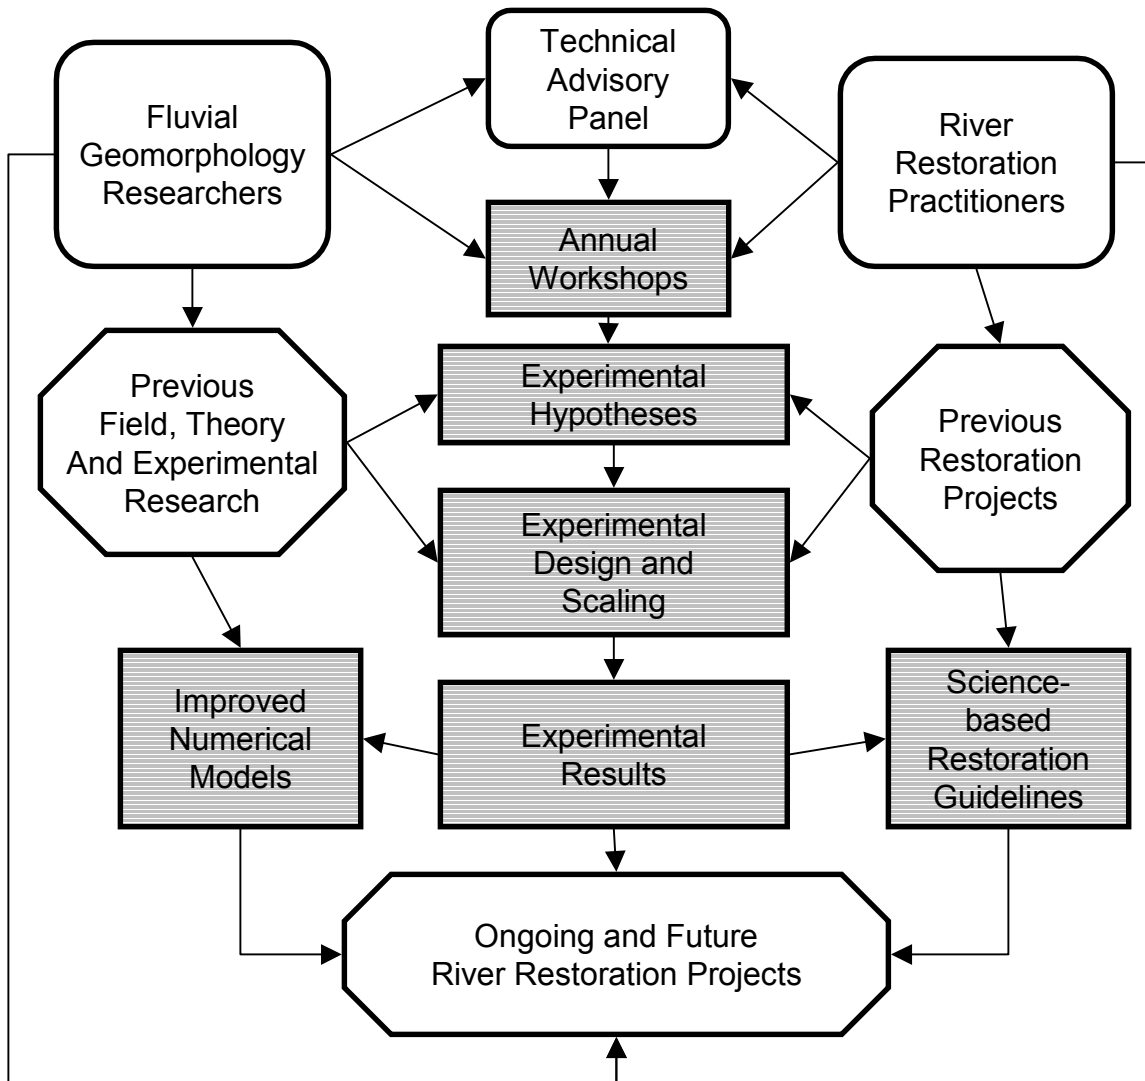 Technical
Advisory
Panel
Fluvial
Geomorphology
Researchers
River
Restoration
Practitioners
Annual
Workshops
Previous
Field, Theory
And Experimental
Research
Experimental
Hypotheses
Previous
Restoration
Projects
Experimental
Design and
Scaling
Improved
Numerical
Models
Experimental
Results
Science-
based
Restoration
Guidelines
Ongoing and Future
River Restoration Projects